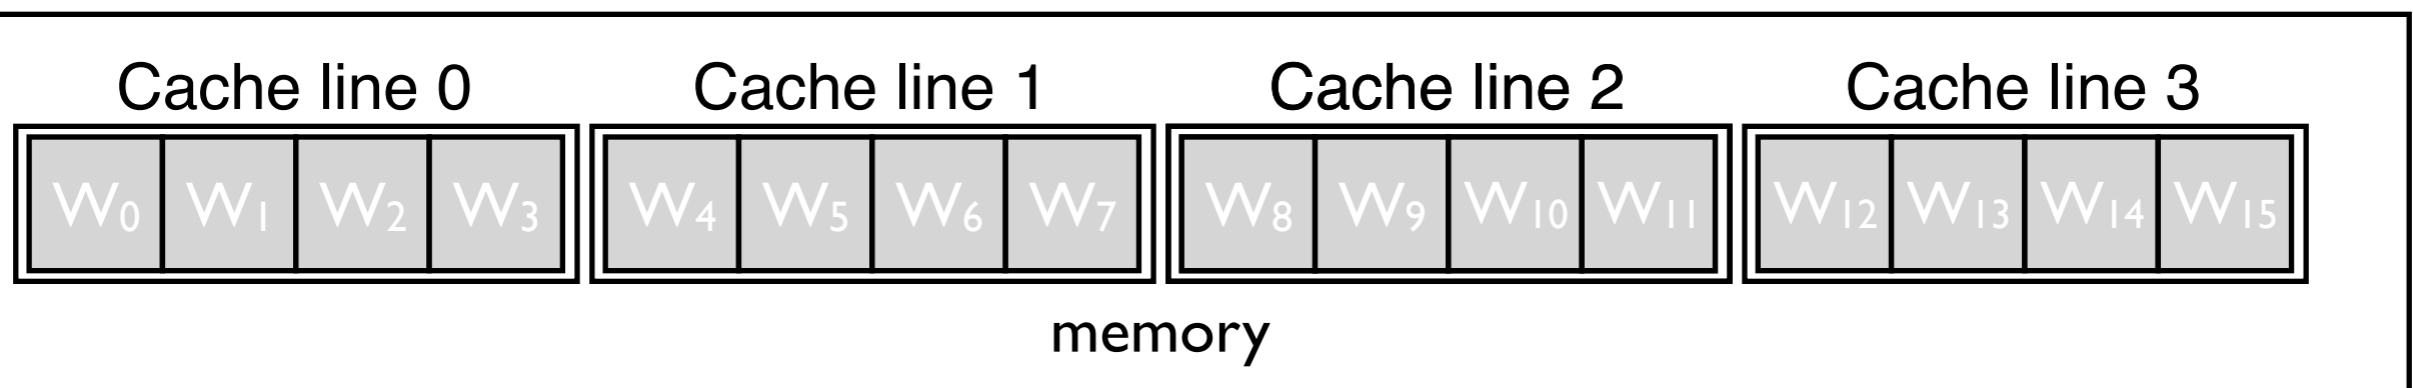 Cache line 0 Cache line 1 Cache line 2 Cache line 3
W₀ W₁ W₂ W₃ W₄ W₅ W₆ W₇ W₈ W₉ W₁₀ W₁₁ W₁₂ W₁₃ W₁₄ W₁₅
memory